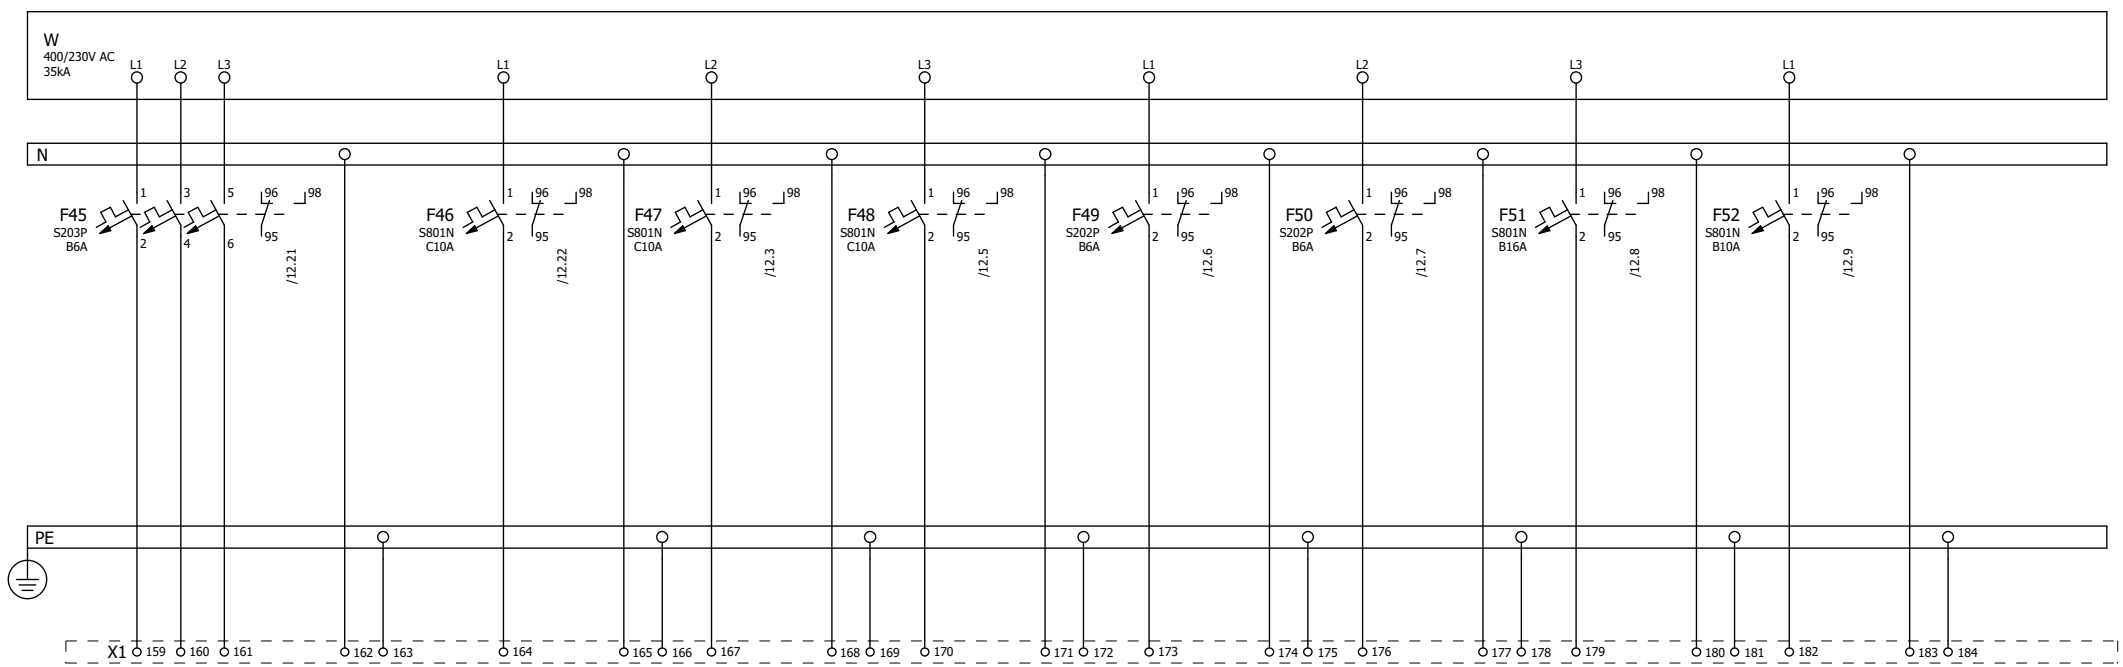 W
400/230V AC
35kA
L1 L2 L3 L1 L2 L3 L1 L2 L3 L1
N
1 3 5 96 98 1 96 98 1 96 98 1 96 98 1 96 98 1 96 98 1 96 98 1 96 98
F45 F46 F47 F48 F49 F50 F51 F52
S203P S801N S801N S801N S202P S202P S801N S801N
B6A C10A C10A C10A B6A B6A B16A B10A
2 4 6 95 2 95 2 95 2 95 2 95 2 95 2 95 2 95
/12.21 /12.22 /12.3 /12.5 /12.6 /12.7 /12.8 /12.9
PE
X1 159 160 161 162 163 164 165 166 167 168 169 170 171 172 173 174 175 176 177 178 179 180 181 182 183 184